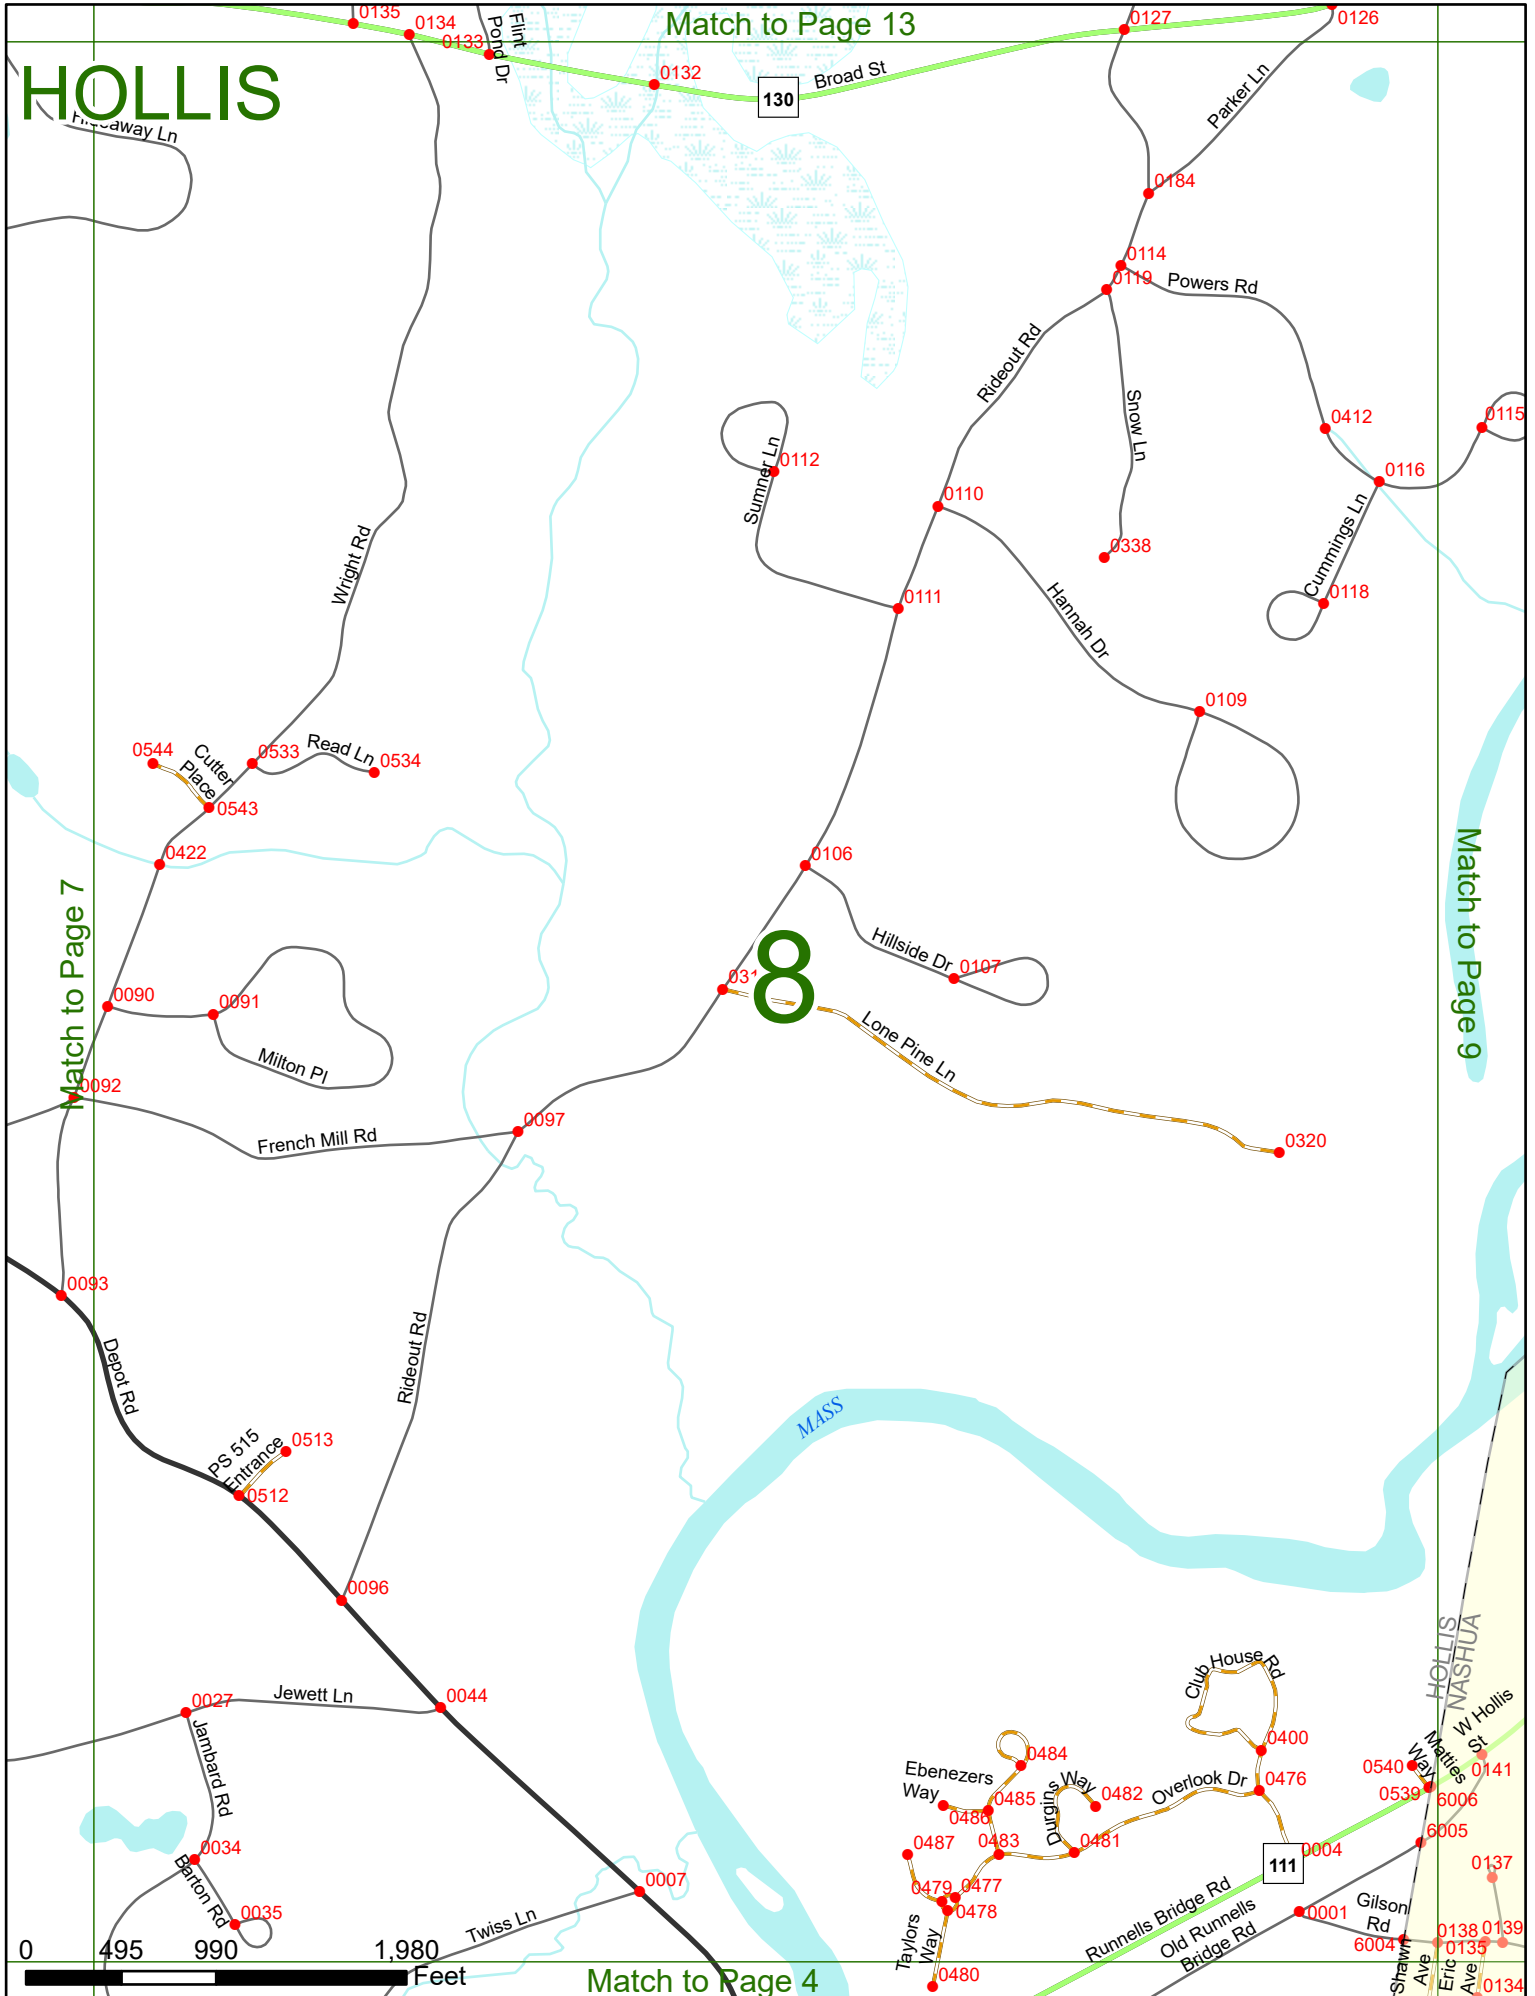 0135
0134
0133
Flint
Pond Dr
Match to Page 13
0127
0126
HOLLIS
0132
130
Broad St
Parker Ln
Hideaway Ln
0184
0114
0119
Powers Rd
Rideout Rd
Snow Ln
0412
0115
0112
Sumner Ln
0116
0110
Wright Rd
0338
Cummings Ln
0118
0111
Hannah Dr
0109
0544
Cutter
Place
0533
Read Ln
0534
0543
0422
0106
Match to Page 7
Match to Page 9
8
Hillside Dr
0107
031
0090
0091
Lone Pine Ln
Milton Pl
0092
0097
French Mill Rd
0320
0093
Depot Rd
Rideout Rd
MASS
PS 515
Entrance
0513
0512
0096
HOLLIS
NASHUA
Club House Rd
0027
Jewett Ln
0044
W Hollis
St
Matties
Way
0400
0141
0540
0539
6006
Jambard Rd
Ebenezers
Way
0484
Durgins Way
0482
Overlook Dr
0476
0485
0486
0483
0481
0487
6005
0004
111
0137
0034
Barton Rd
0007
0479
0477
0478
Runnells Bridge Rd
Old Runnells
Bridge Rd
0001
Gilson
Rd
0035
Twiss Ln
Taylors
Way
6004
0138
0135
0139
Shawn
Ave
Eric
Ave
0134
0480
0 495 990 1,980
Feet
Match to Page 4